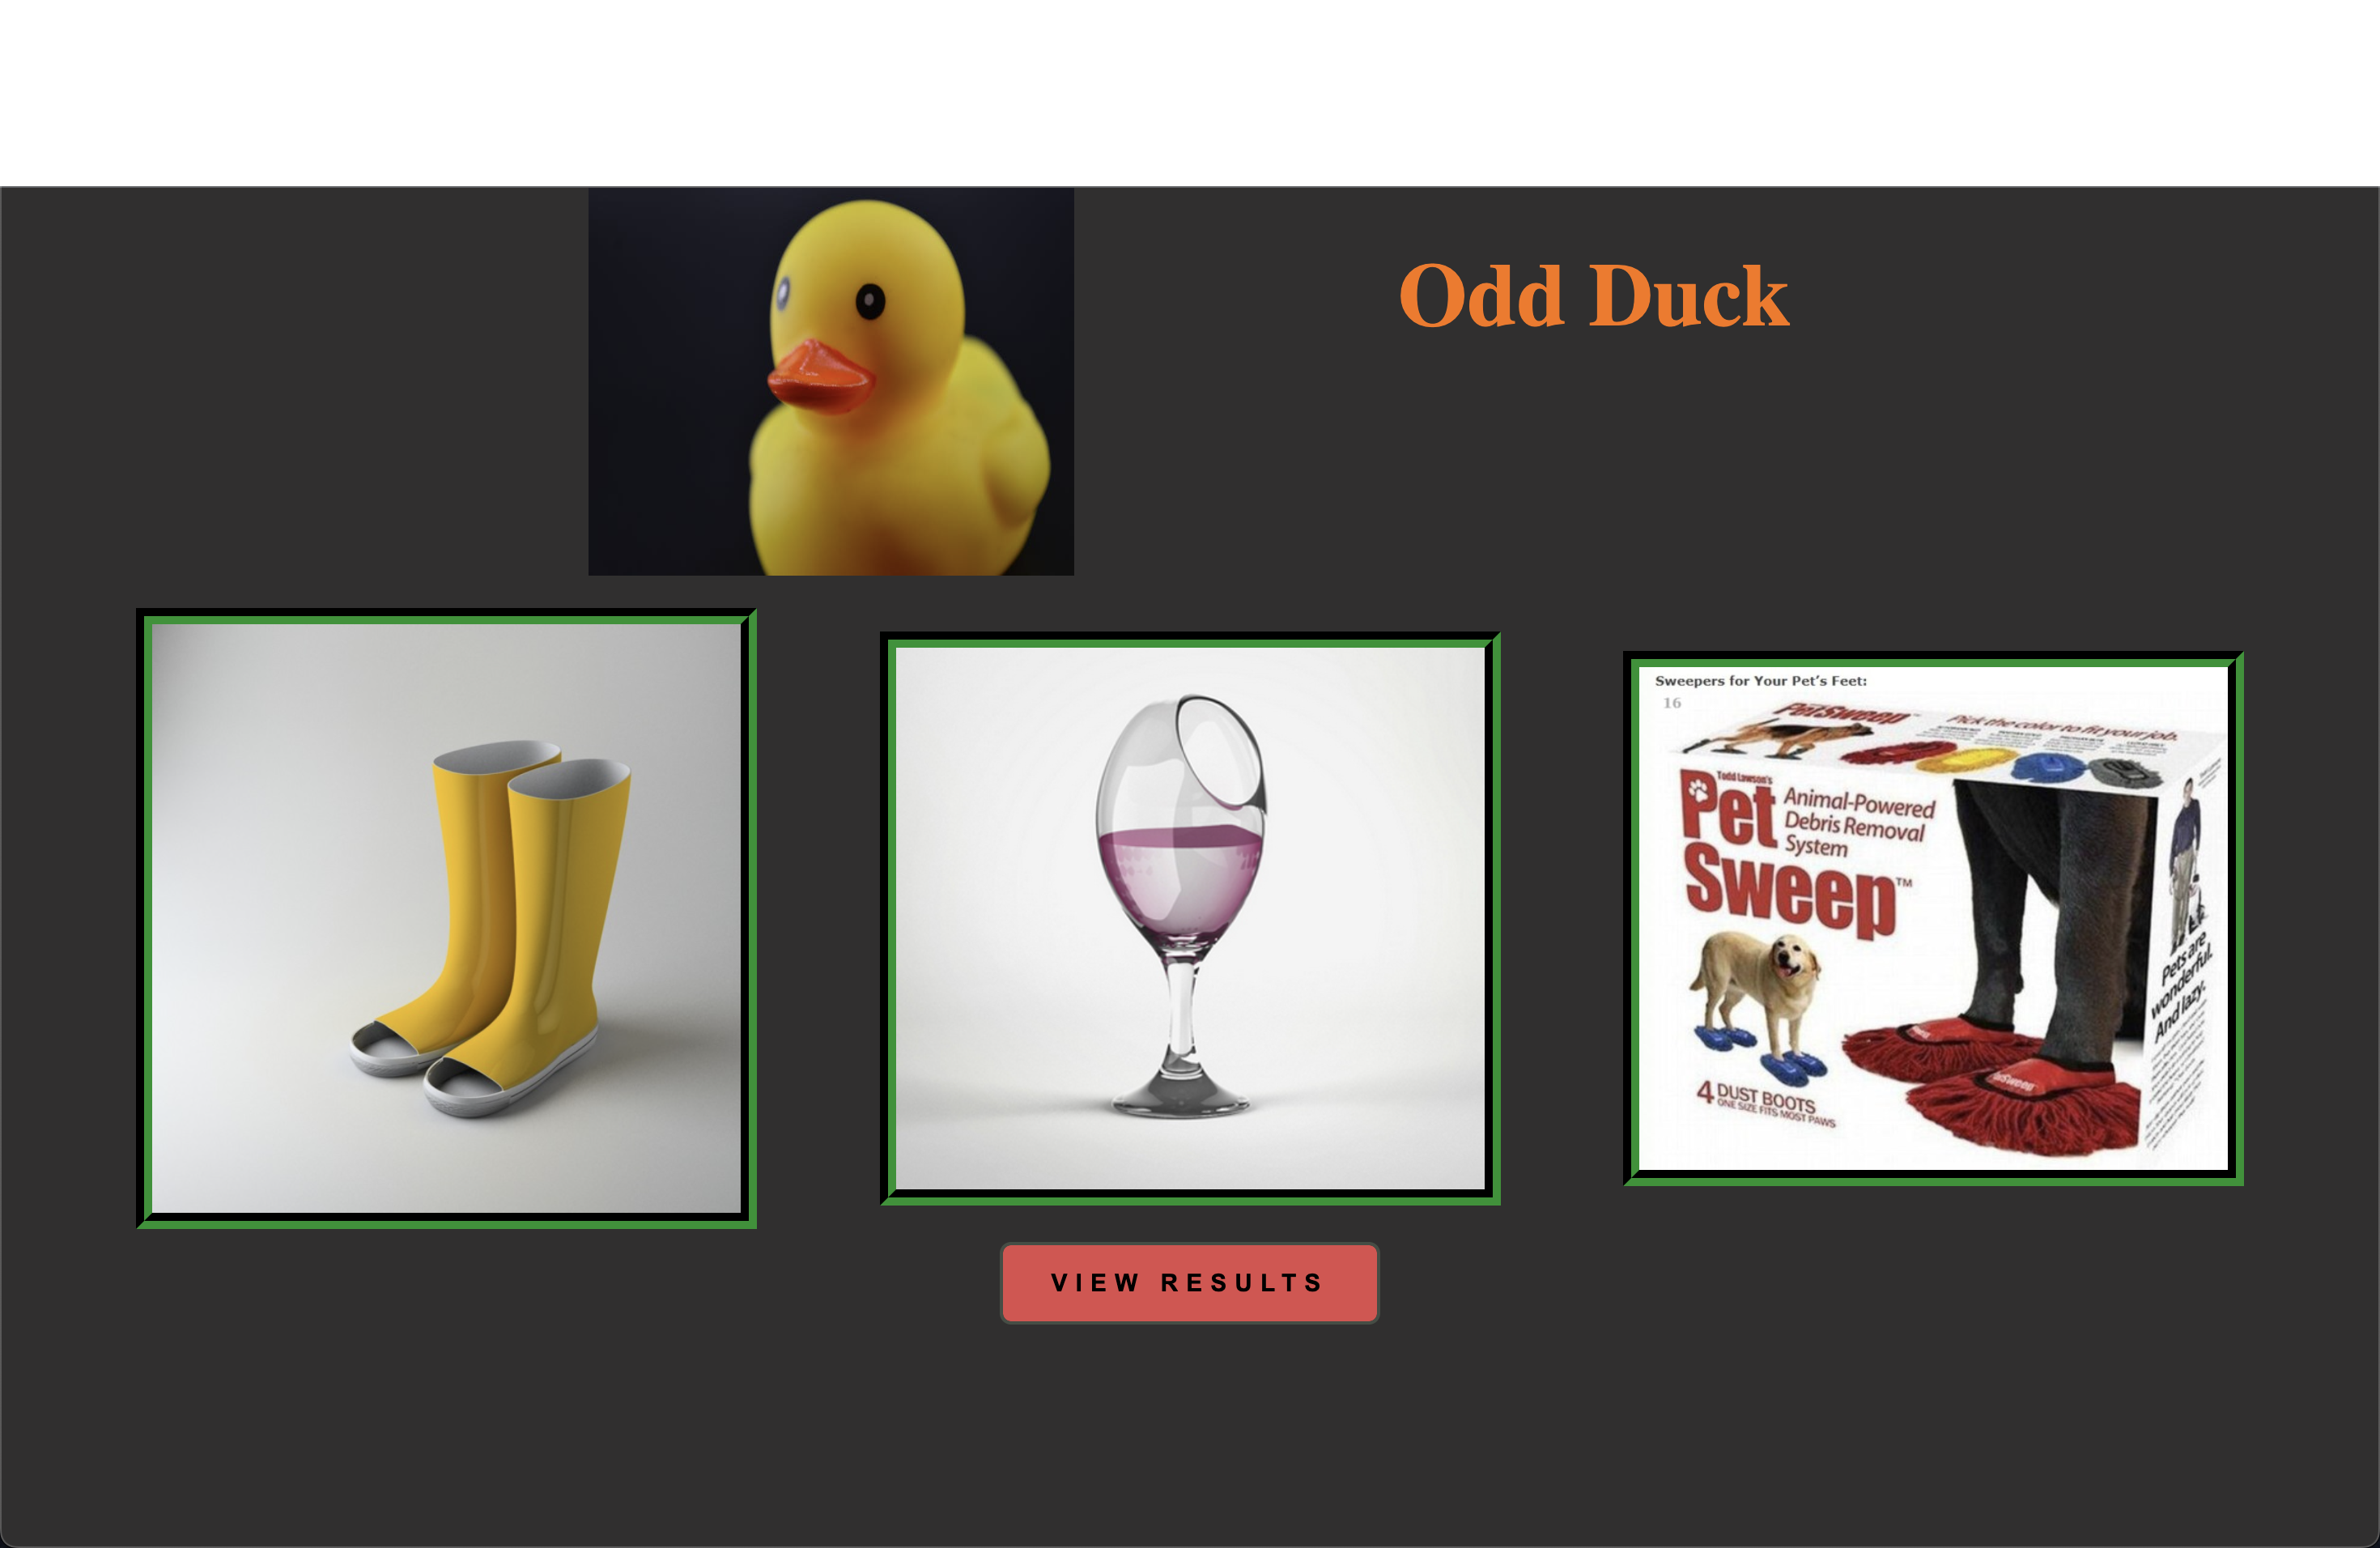 Odd Duck
Sweepers for Your Pet's Feet:
16
PetSweep
Pick the color to fit your job.
Todd Lawson's
Pet
Sweep™
Animal-Powered
Debris Removal
System
4 DUST BOOTS
ONE SIZE FITS MOST PAWS
PetSweep
Pets are
wonderful.
And lazy.
VIEW RESULTS